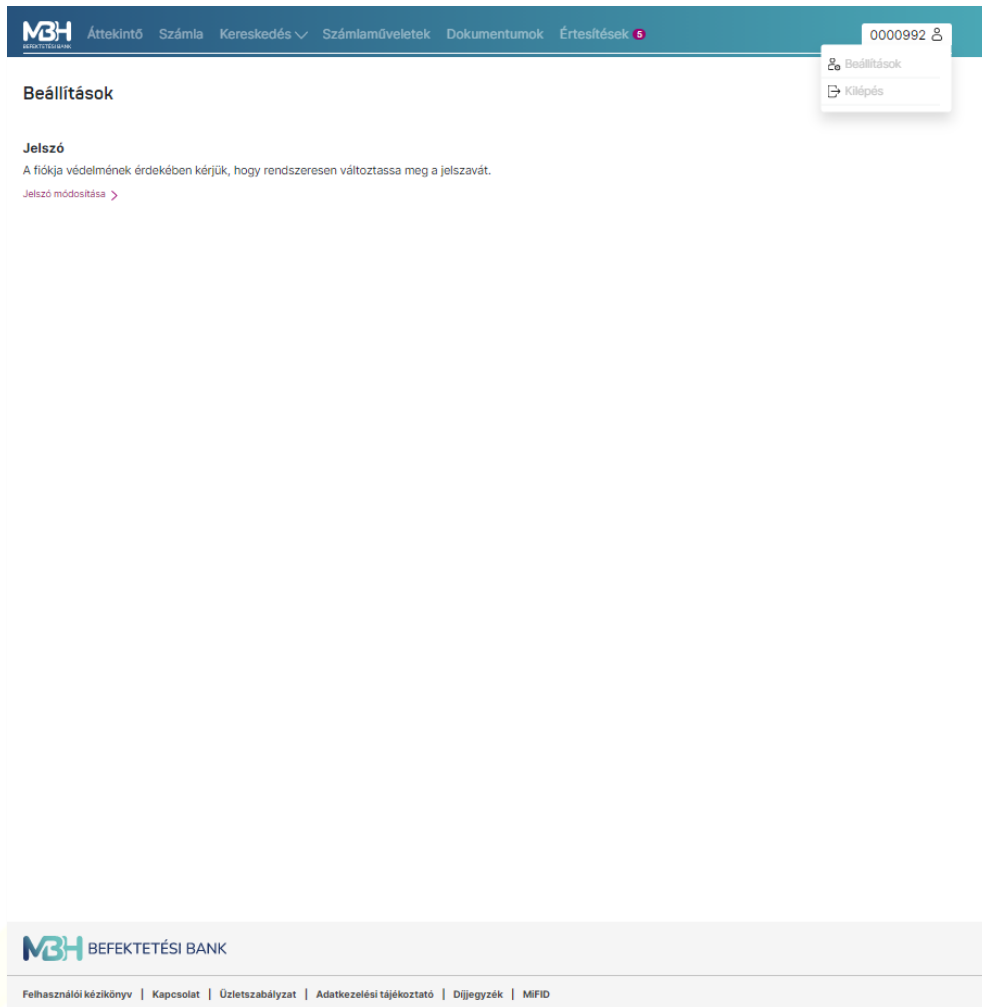 MBH Áttekintő Számla Kereskedés Számlaműveletek Dokumentumok Értesítések 5 0000992
BEFEKTETÉSI BANK
Beállítások
Kilépés
Beállítások
Jelszó
A fiókja védelmének érdekében kérjük, hogy rendszeresen változtassa meg a jelszavát.
Jelszó módosítása
MBH BEFEKTETÉSI BANK
Felhasználói kézikönyv | Kapcsolat | Üzletszabályzat | Adatkezelési tájékoztató | Díjjegyzék | MiFID